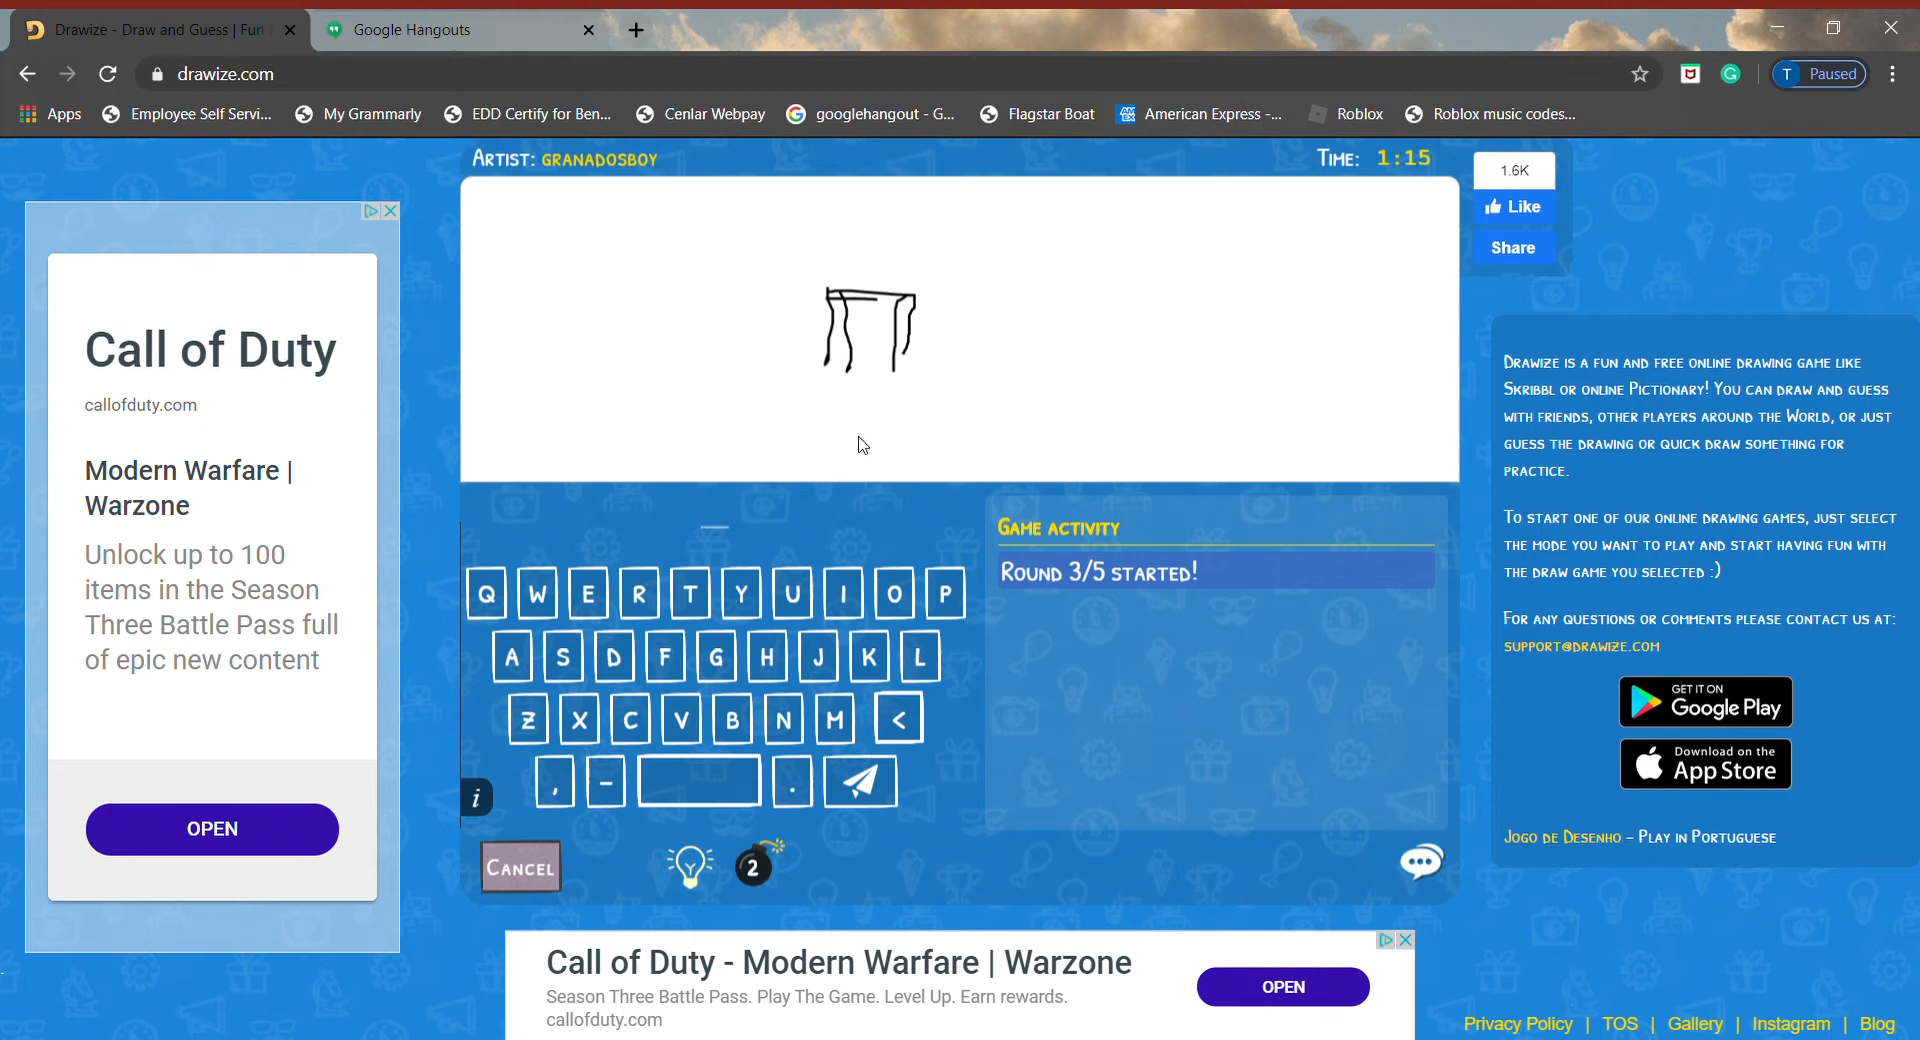 Drawize - Draw and Guess | Fun
Google Hangouts
drawize.com
T Paused
Apps
Employee Self Servi...
My Grammarly
EDD Certify for Ben...
Cenlar Webpay
googlehangout - G...
Flagstar Boat
American Express -...
Roblox
Roblox music codes...
Artist: GRANADOSBOY
Time: 1:15
1.6K
Like
Share
Call of Duty
callofduty.com
Modern Warfare |
Warzone
Unlock up to 100
items in the Season
Three Battle Pass full
of epic new content
OPEN
Game activity
Round 3/5 started!
Q W E R T Y U I O P
A S D F G H J K L
Z X C V B N M <
, - .
i
Cancel
2
Drawize is a fun and free online drawing game like
Skribbl or online Pictionary! You can draw and guess
with friends, other players around the World, or just
guess the drawing or quick draw something for
practice.
To start one of our online drawing games, just select
the mode you want to play and start having fun with
the draw game you selected :)
For any questions or comments please contact us at:
support@drawize.com
GET IT ON
Google Play
Download on the
App Store
Jogo de Desenho - Play in Portuguese
Call of Duty - Modern Warfare | Warzone
Season Three Battle Pass. Play The Game. Level Up. Earn rewards.
callofduty.com
OPEN
Privacy Policy | TOS | Gallery | Instagram | Blog